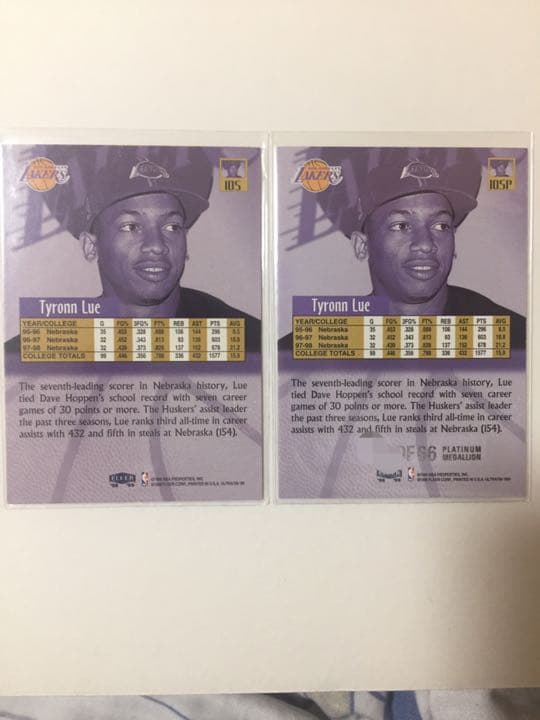 LAKERS
105
Tyronn Lue
YEAR/COLLEGE G FG% 3FG% FT% REB AST PTS AVG
95-96 Nebraska 35 .453 .328 106 144 296 8.5
96-97 Nebraska 32 .452 .343 .813 93 136 603 18.8
97-98 Nebraska 32 .439 .373 137 152 678 21.2
COLLEGE TOTALS 99 .446 .356 336 432 1577 15.9
The seventh-leading scorer in Nebraska history, Lue
tied Dave Hoppen's school record with seven career
games of 30 points or more. The Huskers' assist leader
the past three seasons, Lue ranks third all-time in career
assists with 432 and fifth in steals at Nebraska (154).
FLEER
LAKERS
105P
Tyronn Lue
YEAR/COLLEGE G FG% 3FG% FT% REB AST PTS AVG
95-96 Nebraska 35 .453 .328 106 144 296 8.5
96-97 Nebraska 32 .452 .343 .813 93 136 603 18.8
97-98 Nebraska 32 .439 .373 137 152 678 21.2
COLLEGE TOTALS 99 .446 .356 336 432 1577 15.9
The seventh-leading scorer in Nebraska history, Lue
tied Dave Hoppen's school record with seven career
games of 30 points or more. The Huskers' assist leader
the past three seasons, Lue ranks third all-time in career
assists with 432 and fifth in steals at Nebraska (154).
OF 66 PLATINUM
MEDALLION